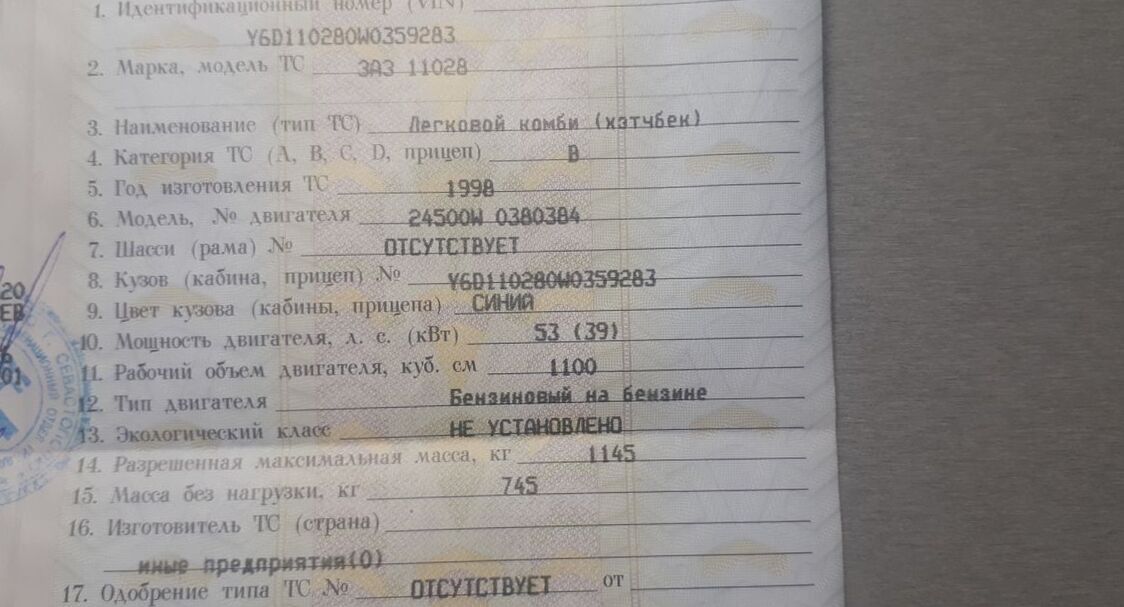 1. Идентификационный номер (VIN)
Y6D110280W0359283
2. Марка, модель ТС ЗАЗ 11028
3. Наименование (тип ТС) Легковой комби (хэтчбек)
4. Категория ТС (A, B, C, D, прицеп) B
5. Год изготовления ТС 1998
6. Модель, № двигателя 24500W 0380384
7. Шасси (рама) № ОТСУТСТВУЕТ
8. Кузов (кабина, прицеп) № Y6D110280W0359283
9. Цвет кузова (кабины, прицепа) СИНИЙ
10. Мощность двигателя, л. с. (кВт) 53 (39)
11. Рабочий объем двигателя, куб. см 1100
12. Тип двигателя Бензиновый на бензине
13. Экологический класс НЕ УСТАНОВЛЕНО
14. Разрешенная максимальная масса, кг 1145
15. Масса без нагрузки, кг 745
16. Изготовитель ТС (страна)
иные предприятия(0)
17. Одобрение типа ТС № ОТСУТСТВУЕТ от
20
ЕВ
6
01